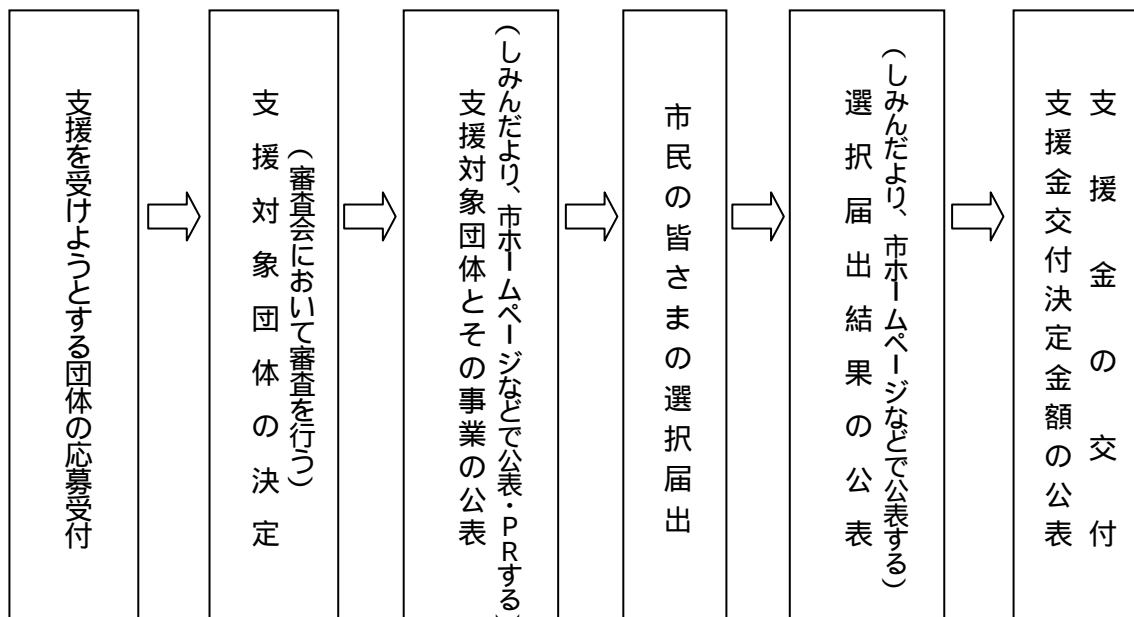 支援を受けようとする団体の応募受付
支援対象団体の決定
(審査会において審査を行う)
支援対象団体とその事業の公表
(しみんだより、市ホームページなどで公表・ＰＲする)
市民の皆さまの選択届出
選択届出結果の公表
(しみんだより、市ホームページなどで公表する)
支援金交付決定金額の公表
支援金の交付